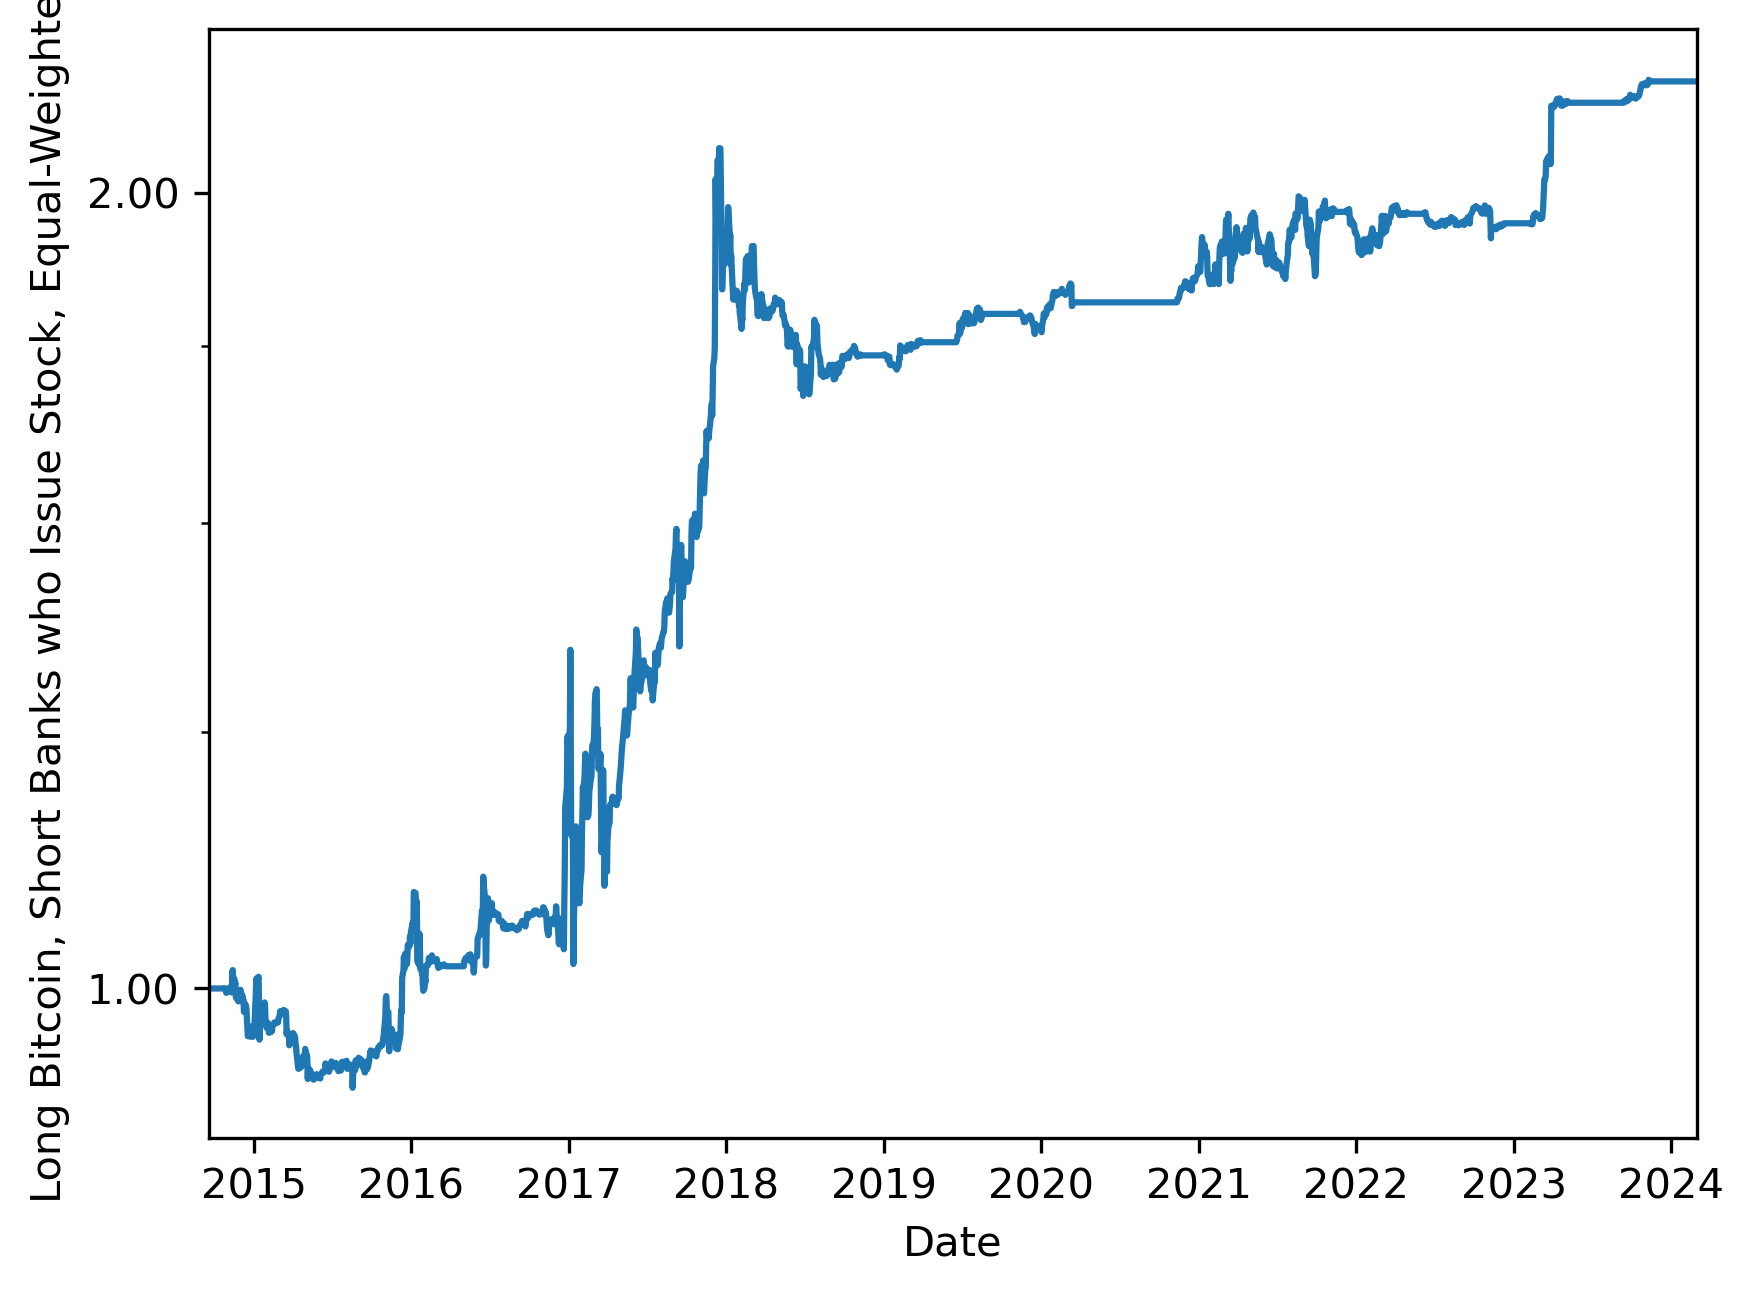 Long Bitcoin, Short Banks who Issue Stock, Equal-Weighte
2.00
1.00
2015 2016 2017 2018 2019 2020 2021 2022 2023 2024
Date